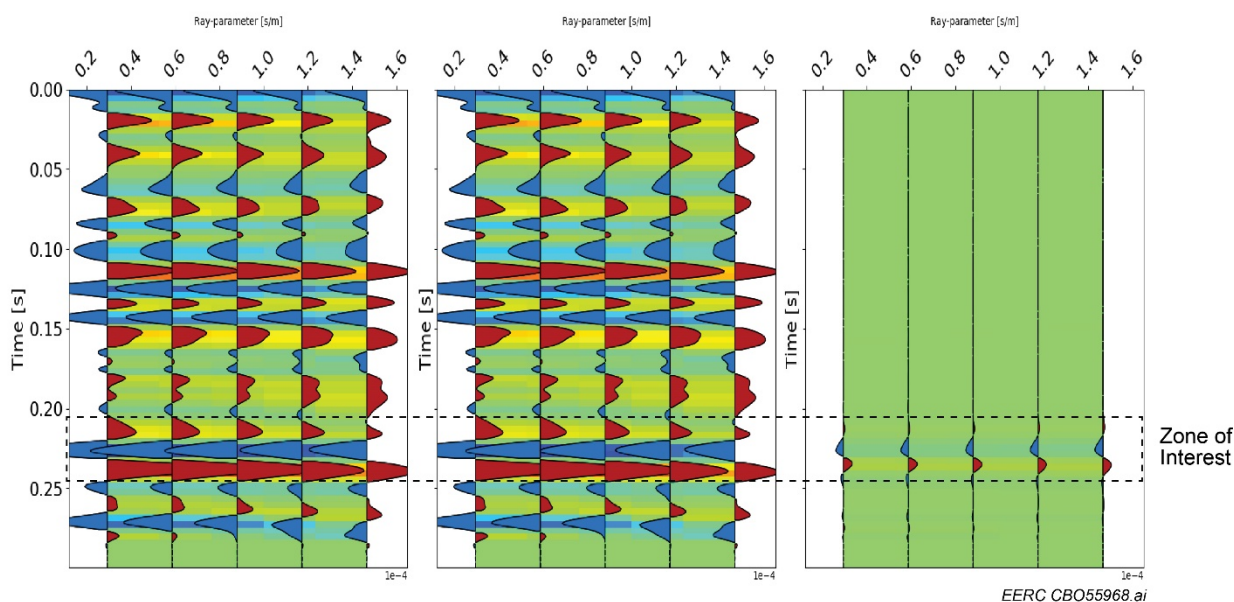 Ray-parameter [s/m]
Ray-parameter [s/m]
Ray-parameter [s/m]
0.2 0.4 0.6 0.8 1.0 1.2 1.4 1.6
0.2 0.4 0.6 0.8 1.0 1.2 1.4 1.6
0.2 0.4 0.6 0.8 1.0 1.2 1.4 1.6
0.00
0.05
0.10
0.15
0.20
0.25
Time [s]
Time [s]
Time [s]
Zone of
Interest
1e-4
1e-4
1e-4
EERC CBO55968.ai